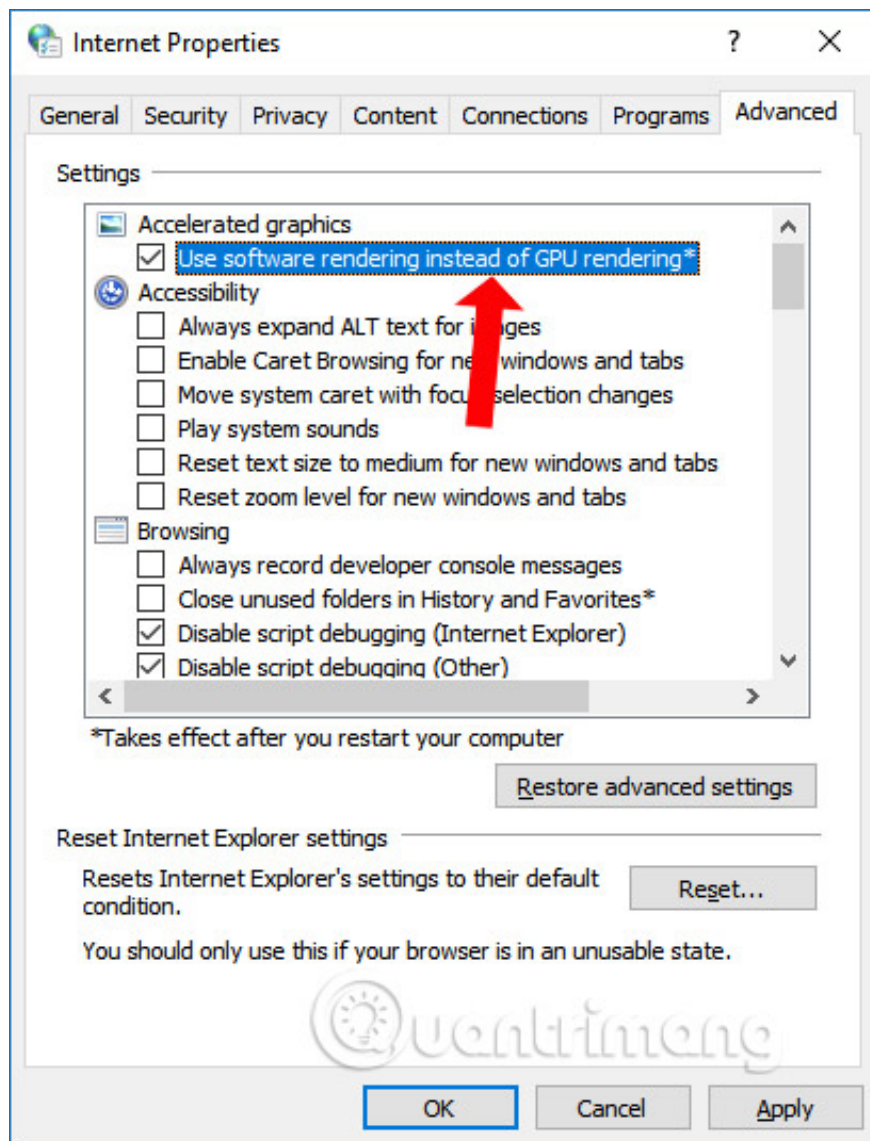 Internet Properties
? X
General Security Privacy Content Connections Programs Advanced
Settings
Accelerated graphics
Use software rendering instead of GPU rendering*
Accessibility
Always expand ALT text for images
Enable Caret Browsing for new windows and tabs
Move system caret with focus selection changes
Play system sounds
Reset text size to medium for new windows and tabs
Reset zoom level for new windows and tabs
Browsing
Always record developer console messages
Close unused folders in History and Favorites*
Disable script debugging (Internet Explorer)
Disable script debugging (Other)
*Takes effect after you restart your computer
Restore advanced settings
Reset Internet Explorer settings
Resets Internet Explorer's settings to their default
condition.
Reset...
You should only use this if your browser is in an unusable state.
Quantrimang
OK Cancel Apply